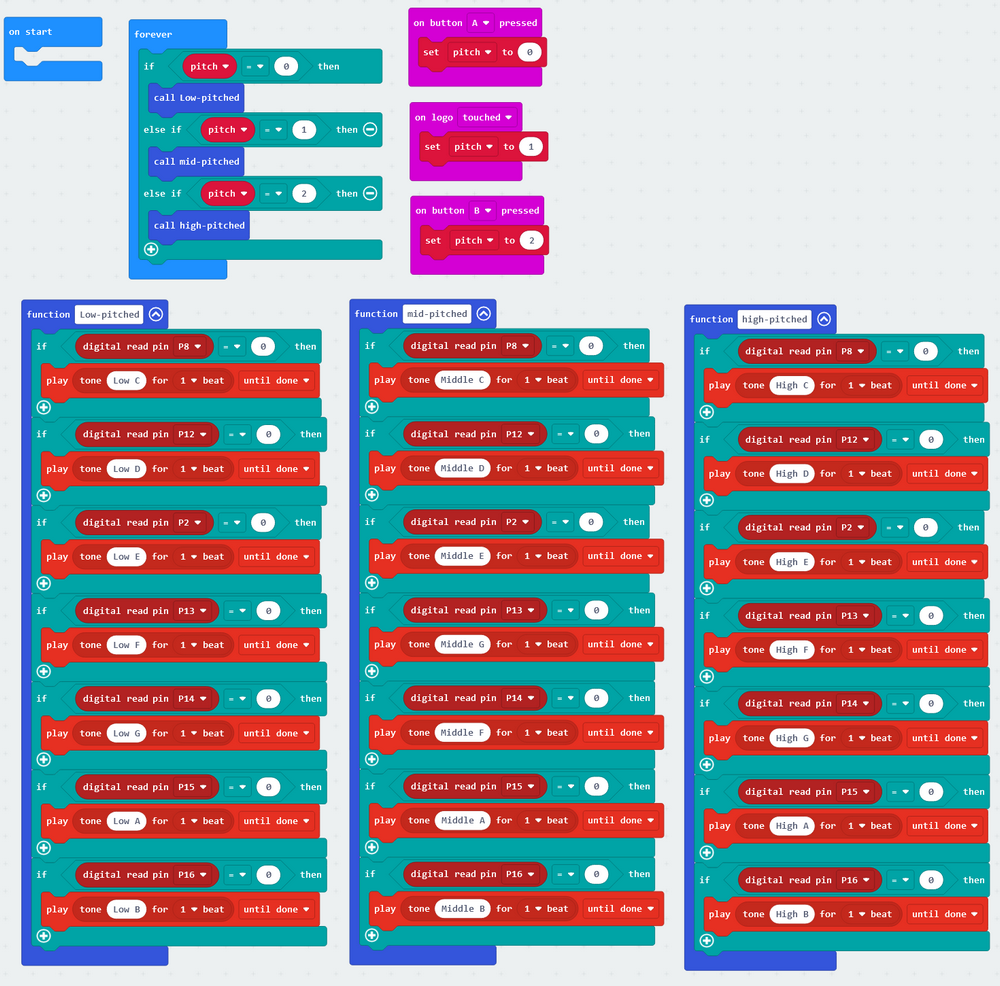 on start
forever
if pitch = 0 then
call Low-pitched
else if pitch = 1 then
call mid-pitched
else if pitch = 2 then
call high-pitched
on button A pressed
set pitch to 0
on logo touched
set pitch to 1
on button B pressed
set pitch to 2
function Low-pitched
if digital read pin P8 = 0 then
play tone Low C for 1 beat until done
if digital read pin P12 = 0 then
play tone Low D for 1 beat until done
if digital read pin P2 = 0 then
play tone Low E for 1 beat until done
if digital read pin P13 = 0 then
play tone Low F for 1 beat until done
if digital read pin P14 = 0 then
play tone Low G for 1 beat until done
if digital read pin P15 = 0 then
play tone Low A for 1 beat until done
if digital read pin P16 = 0 then
play tone Low B for 1 beat until done
function mid-pitched
if digital read pin P8 = 0 then
play tone Middle C for 1 beat until done
if digital read pin P12 = 0 then
play tone Middle D for 1 beat until done
if digital read pin P2 = 0 then
play tone Middle E for 1 beat until done
if digital read pin P13 = 0 then
play tone Middle G for 1 beat until done
if digital read pin P14 = 0 then
play tone Middle F for 1 beat until done
if digital read pin P15 = 0 then
play tone Middle A for 1 beat until done
if digital read pin P16 = 0 then
play tone Middle B for 1 beat until done
function high-pitched
if digital read pin P8 = 0 then
play tone High C for 1 beat until done
if digital read pin P12 = 0 then
play tone High D for 1 beat until done
if digital read pin P2 = 0 then
play tone High E for 1 beat until done
if digital read pin P13 = 0 then
play tone High F for 1 beat until done
if digital read pin P14 = 0 then
play tone High G for 1 beat until done
if digital read pin P15 = 0 then
play tone High A for 1 beat until done
if digital read pin P16 = 0 then
play tone High B for 1 beat until done